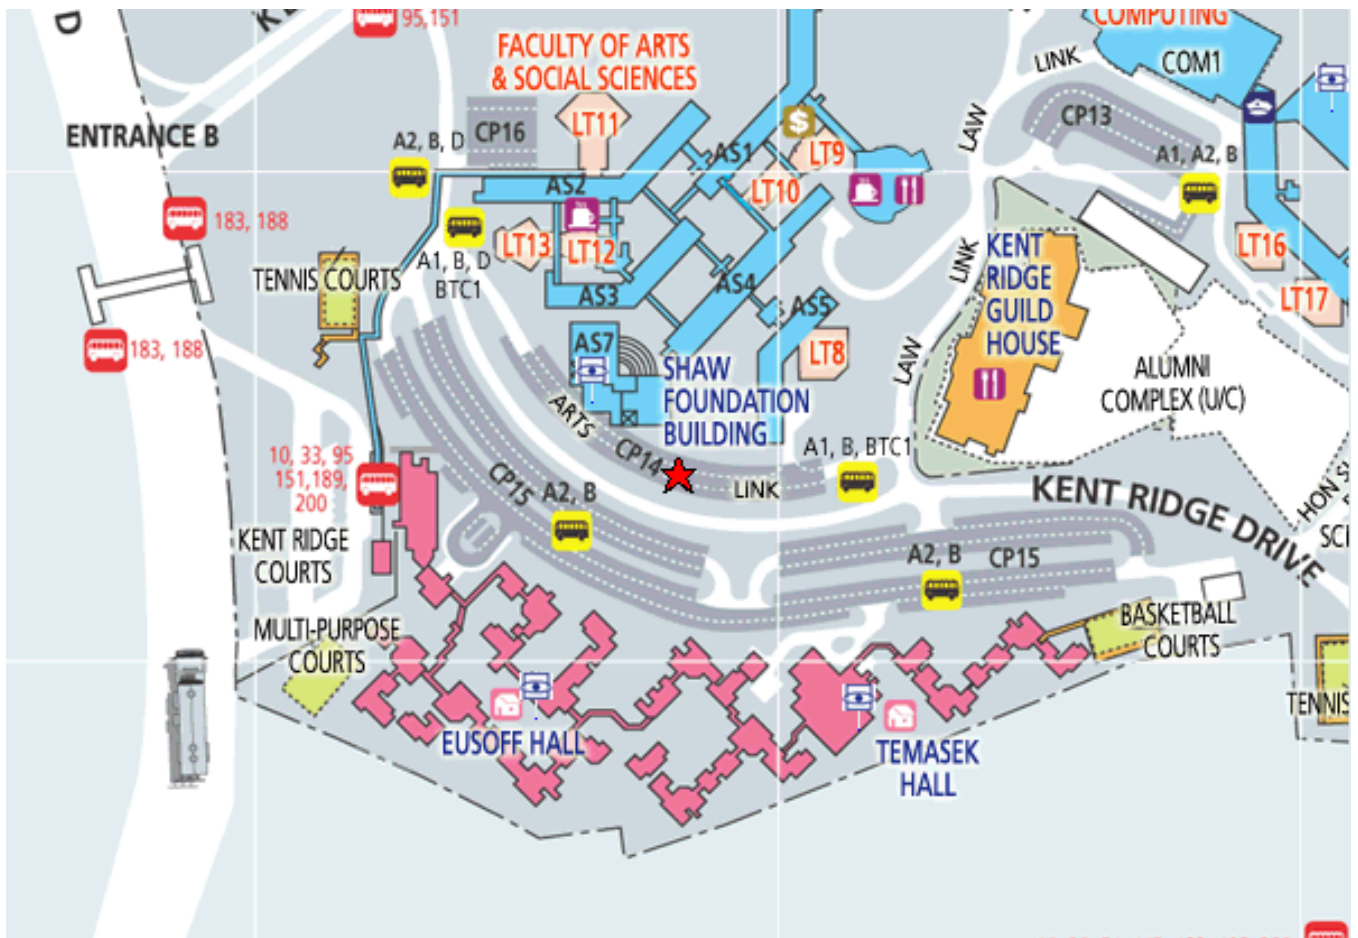 D
95,151
COMPUTING
COM1
LINK
FACULTY OF ARTS
& SOCIAL SCIENCES
ENTRANCE B
A2, B, D
CP16
LT11
$
AS1
LT9
LAW
CP13
A1, A2, B
AS2
LT10
183, 188
LT13
LT12
A1, B, D
BTC1
TENNIS COURTS
AS3
AS4
AS5
LINK
KENT
RIDGE
GUILD
HOUSE
LT16
LT17
183, 188
AS7
LT8
LAW
SHAW
FOUNDATION
BUILDING
ALUMNI
COMPLEX (U/C)
ARTS
CP14
LINK
A1, B, BTC1
10, 33, 95
151,189,
200
CP15
A2, B
KENT RIDGE DRIVE
HON S
SCI
KENT RIDGE
COURTS
A2, B
CP15
MULTI-PURPOSE
COURTS
BASKETBALL
COURTS
TENNIS
EUSOFF HALL
TEMASEK
HALL